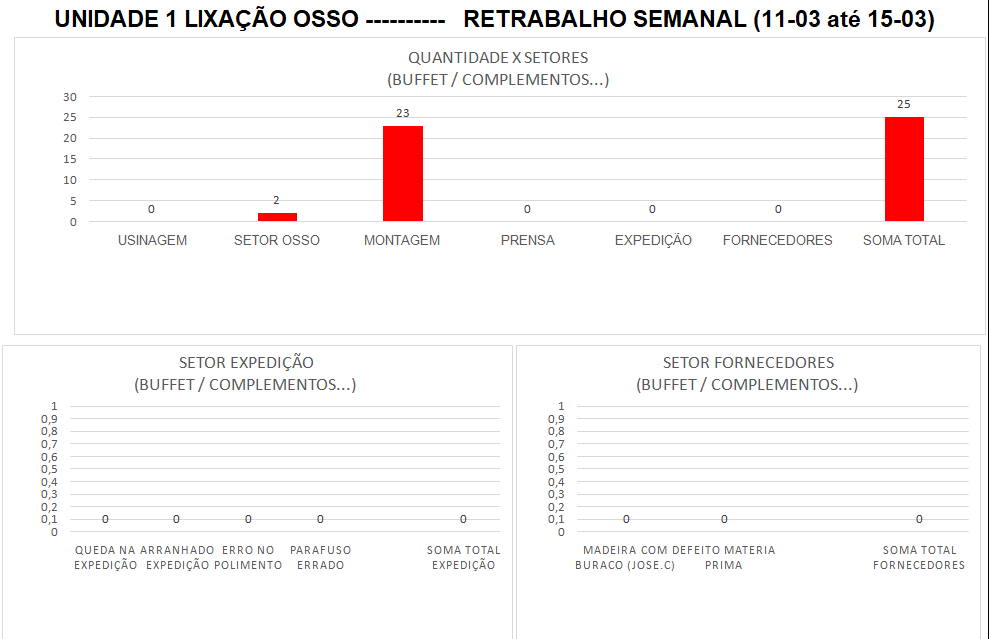 UNIDADE 1 LIXAÇÃO OSSO ---------- RETRABALHO SEMANAL (11-03 até 15-03)
QUANTIDADE X SETORES
(BUFFET / COMPLEMENTOS...)
30
25
20
15
10
5
0
0
2
23
0
0
0
25
USINAGEM
SETOR OSSO
MONTAGEM
PRENSA
EXPEDIÇÃO
FORNECEDORES
SOMA TOTAL
SETOR EXPEDIÇÃO
(BUFFET / COMPLEMENTOS...)
1
0,9
0,8
0,7
0,6
0,5
0,4
0,3
0,2
0,1
0
0
0
0
0
0
QUEDA NA
EXPEDIÇÃO
ARRANHADO
EXPEDIÇÃO
ERRO NO
POLIMENTO
PARAFUSO
ERRADO
SOMA TOTAL
EXPEDIÇÃO
SETOR FORNECEDORES
(BUFFET / COMPLEMENTOS...)
1
0,9
0,8
0,7
0,6
0,5
0,4
0,3
0,2
0,1
0
0
0
0
MADEIRA COM
BURACO (JOSE.C)
DEFEITO MATERIA
PRIMA
SOMA TOTAL
FORNECEDORES